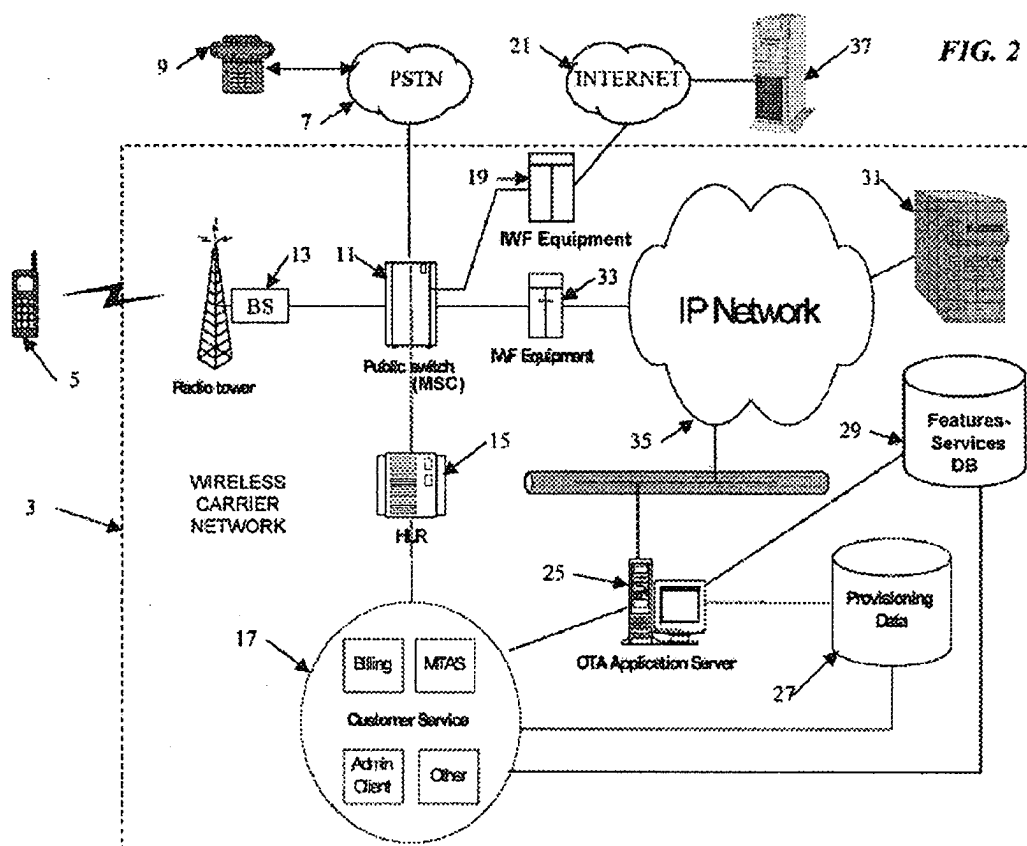 FIG. 2
9
PSTN
7
21
INTERNET
37
19
IWF Equipment
31
5
13
BS
Radio tower
11
Public switch
(MSC)
33
IWF Equipment
IP Network
35
29
Features-
Services
DB
3
WIRELESS
CARRIER
NETWORK
15
HLR
25
OTA Application Server
Provisioning
Data
27
17
Billing
MTAS
Customer Service
Admin
Client
Other